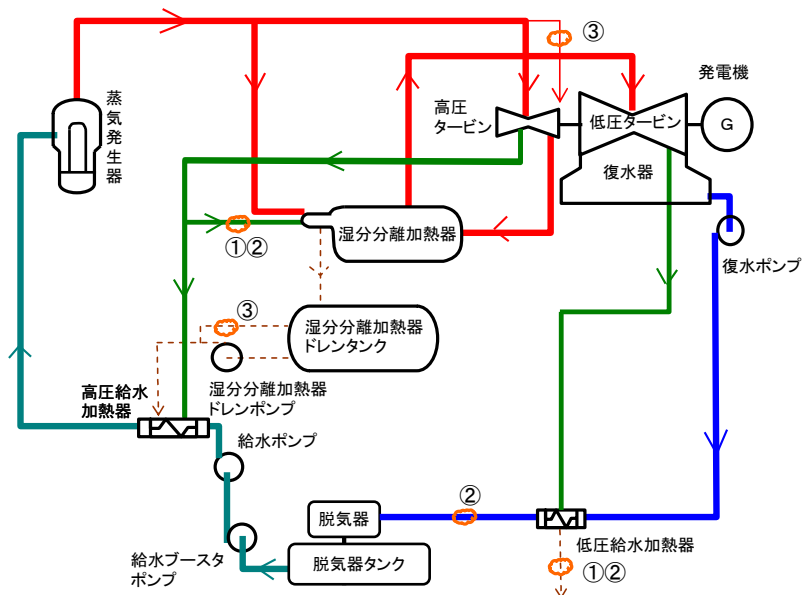 ③
発電機
蒸気発生器
高圧
タービン
低圧タービン
G
復水器
①②
湿分分離加熱器
復水ポンプ
③
湿分分離加熱器
ドレンタンク
高圧給水
加熱器
湿分分離加熱器
ドレンポンプ
給水ポンプ
②
脱気器
給水ブースタ
ポンプ
脱気器タンク
低圧給水加熱器
①②